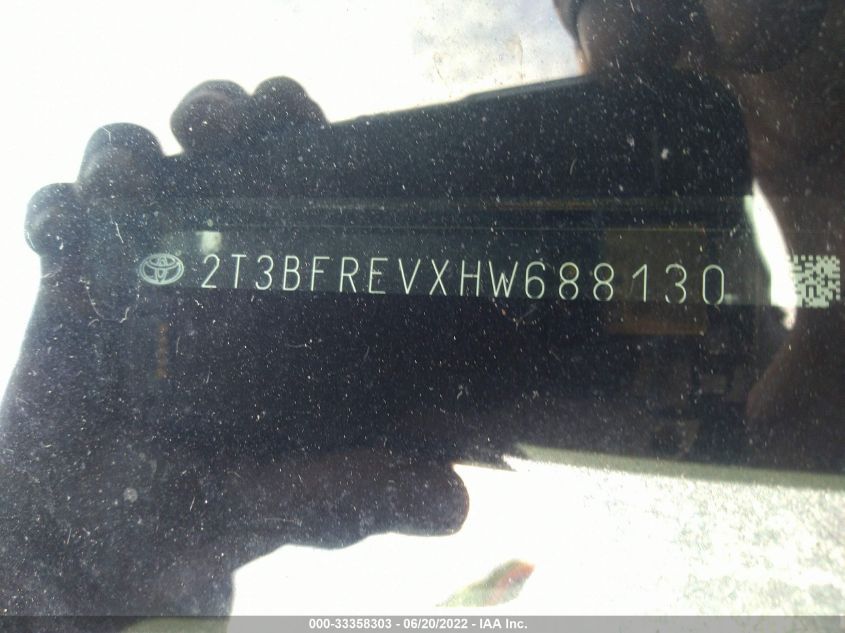 2T3BFREVXHW688130
000-33358303 - 06/20/2022 - IAA Inc.